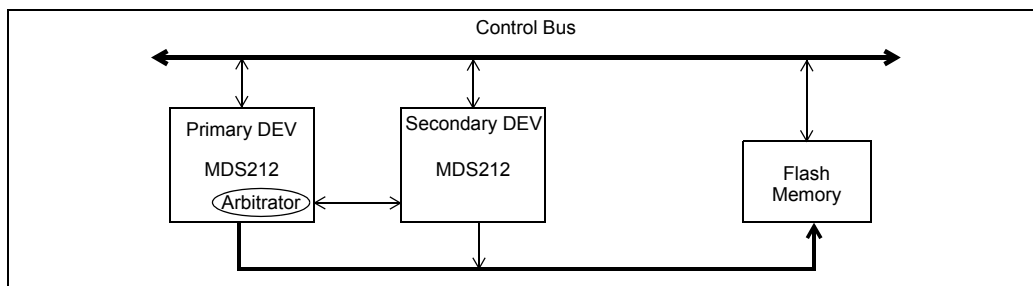 Control Bus
Primary DEV
MDS212
Arbitrator
Secondary DEV
MDS212
Flash
Memory